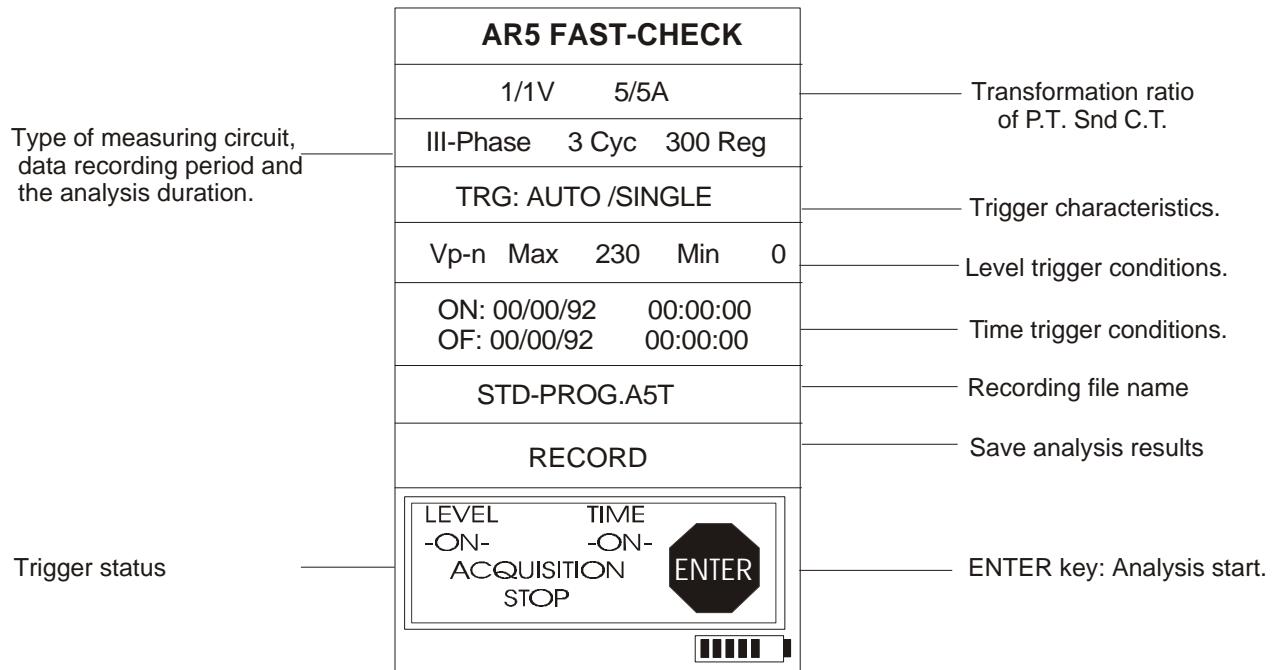 AR5 FAST-CHECK
1/1V 5/5A
Transformation ratio
of P.T. Snd C.T.
Type of measuring circuit,
data recording period and
the analysis duration.
III-Phase 3 Cyc 300 Reg
TRG: AUTO /SINGLE
Trigger characteristics.
Vp-n Max 230 Min 0
Level trigger conditions.
ON: 00/00/92 00:00:00
OF: 00/00/92 00:00:00
Time trigger conditions.
STD-PROG.A5T
Recording file name
RECORD
Save analysis results
Trigger status
LEVEL TIME
-ON- -ON-
ACQUISITION
STOP
ENTER
ENTER key: Analysis start.